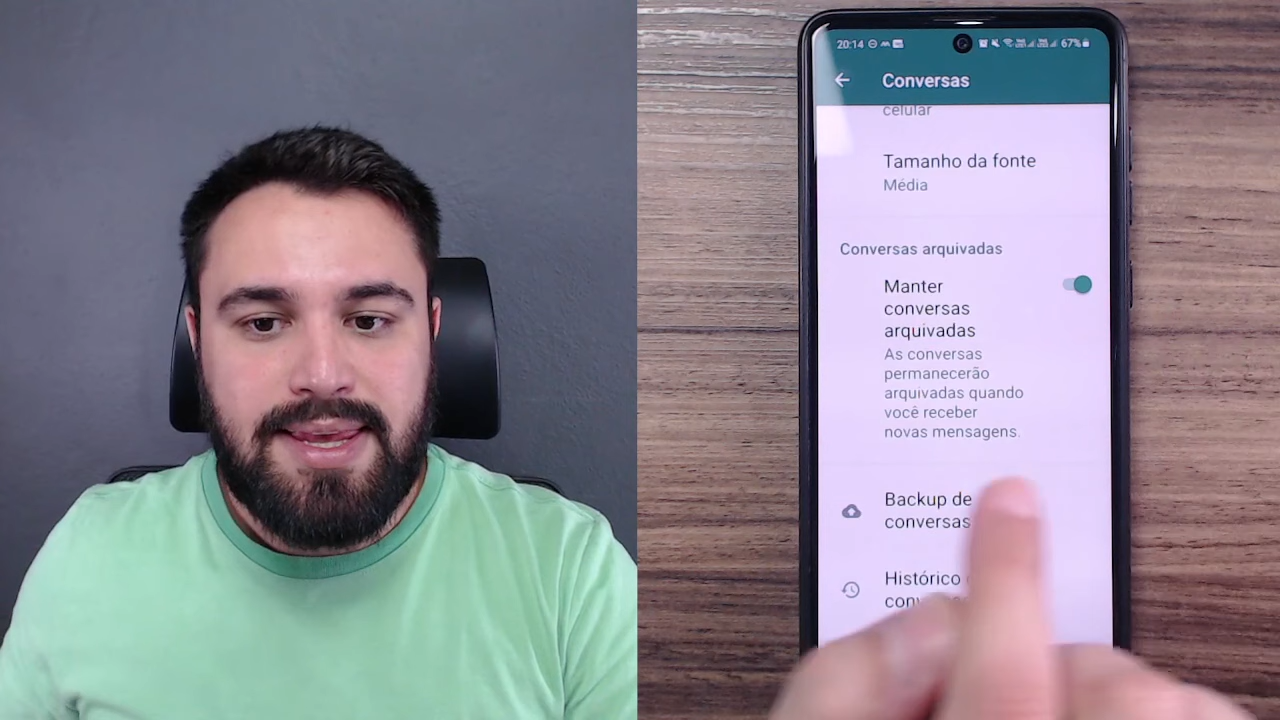 20:14
67%
Conversas
celular
Tamanho da fonte
Média
Conversas arquivadas
Manter
conversas
arquivadas
As conversas
permanecerão
arquivadas quando
você receber
novas mensagens.
Backup de
conversas
Histórico